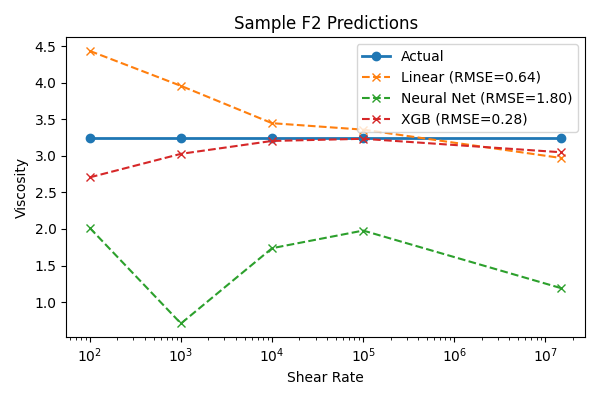 Sample F2 Predictions
Actual
Linear (RMSE=0.64)
Neural Net (RMSE=1.80)
XGB (RMSE=0.28)
Viscosity
4.5
4.0
3.5
3.0
2.5
2.0
1.5
1.0
10² 10³ 10⁴ 10⁵ 10⁶ 10⁷
Shear Rate